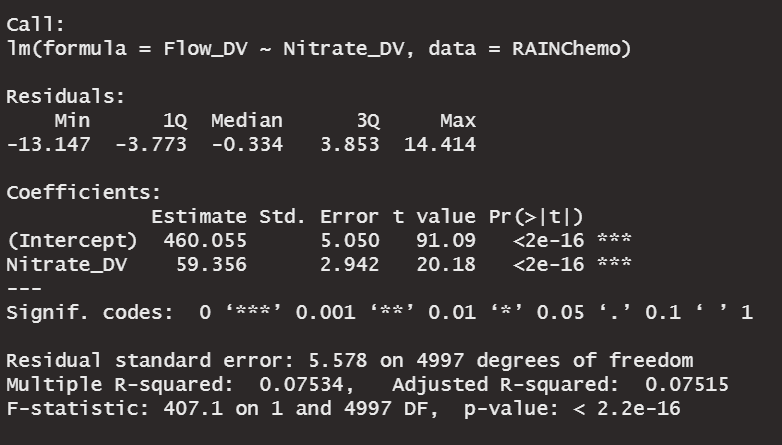 Call:
lm(formula = Flow_DV ~ Nitrate_DV, data = RAINChemo)
Residuals:
Min 1Q Median 3Q Max
-13.147 -3.773 -0.334 3.853 14.414
Coefficients:
Estimate Std. Error t value Pr(>|t|)
(Intercept) 460.055 5.050 91.09 <2e-16 ***
Nitrate_DV 59.356 2.942 20.18 <2e-16 ***
---
Signif. codes: 0 ‘***’ 0.001 ‘**’ 0.01 ‘*’ 0.05 ‘.’ 0.1 ‘ ’ 1
Residual standard error: 5.578 on 4997 degrees of freedom
Multiple R-squared: 0.07534, Adjusted R-squared: 0.07515
F-statistic: 407.1 on 1 and 4997 DF, p-value: < 2.2e-16